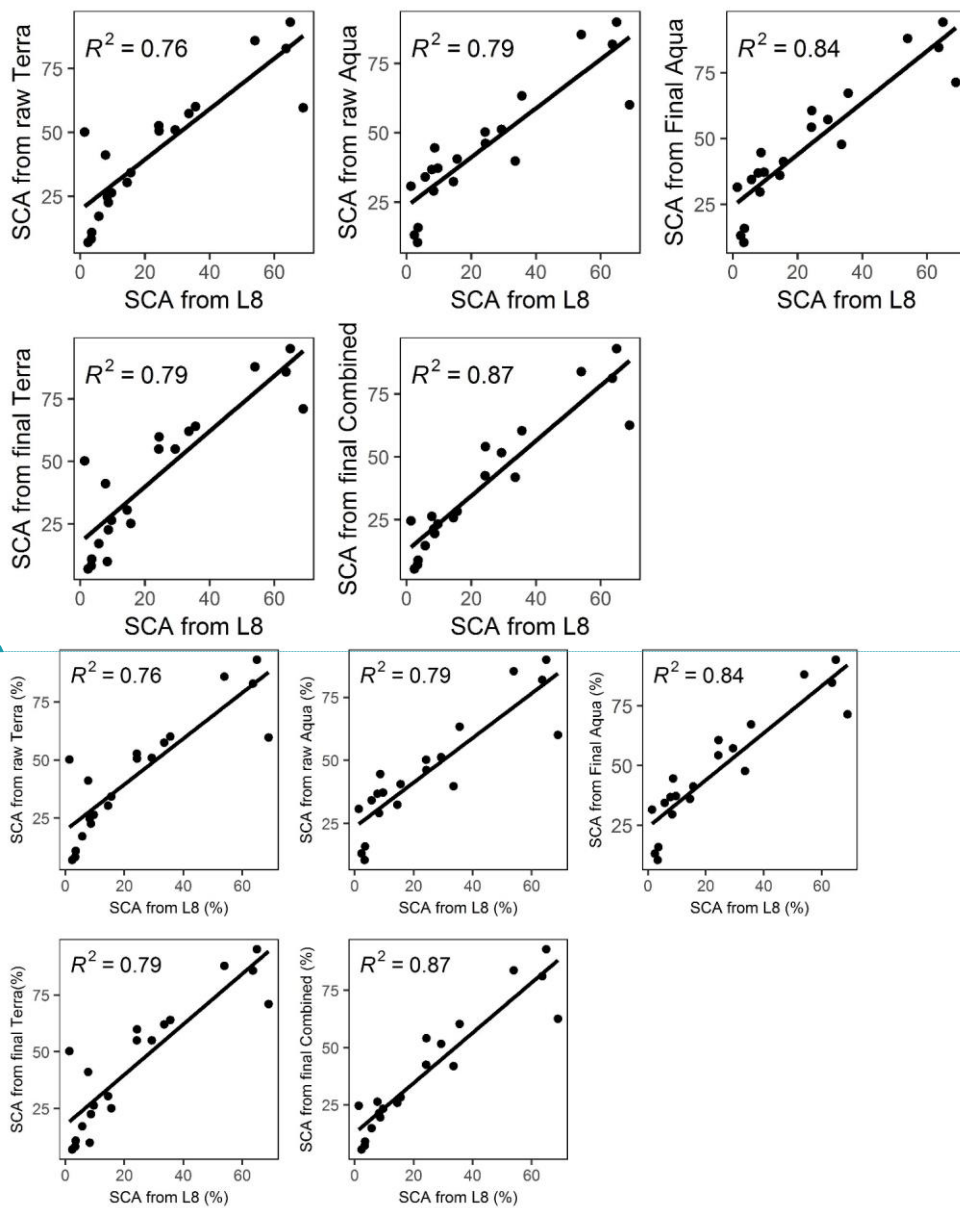 SCA from raw Terra
R² = 0.76
75
50
25
0 20 40 60
SCA from L8
SCA from raw Aqua
R² = 0.79
75
50
25
0 20 40 60
SCA from L8
SCA from Final Aqua
R² = 0.84
75
50
25
0 20 40 60
SCA from L8
SCA from final Terra
R² = 0.79
75
50
25
0 20 40 60
SCA from L8
SCA from final Combined
R² = 0.87
75
50
25
0 20 40 60
SCA from L8
SCA from raw Terra (%)
R² = 0.76
75
50
25
0 20 40 60
SCA from L8 (%)
SCA from raw Aqua (%)
R² = 0.79
75
50
25
0 20 40 60
SCA from L8 (%)
SCA from Final Aqua (%)
R² = 0.84
75
50
25
0 20 40 60
SCA from L8 (%)
SCA from final Terra(%)
R² = 0.79
75
50
25
0 20 40 60
SCA from L8 (%)
SCA from final Combined (%)
R² = 0.87
75
50
25
0 20 40 60
SCA from L8 (%)